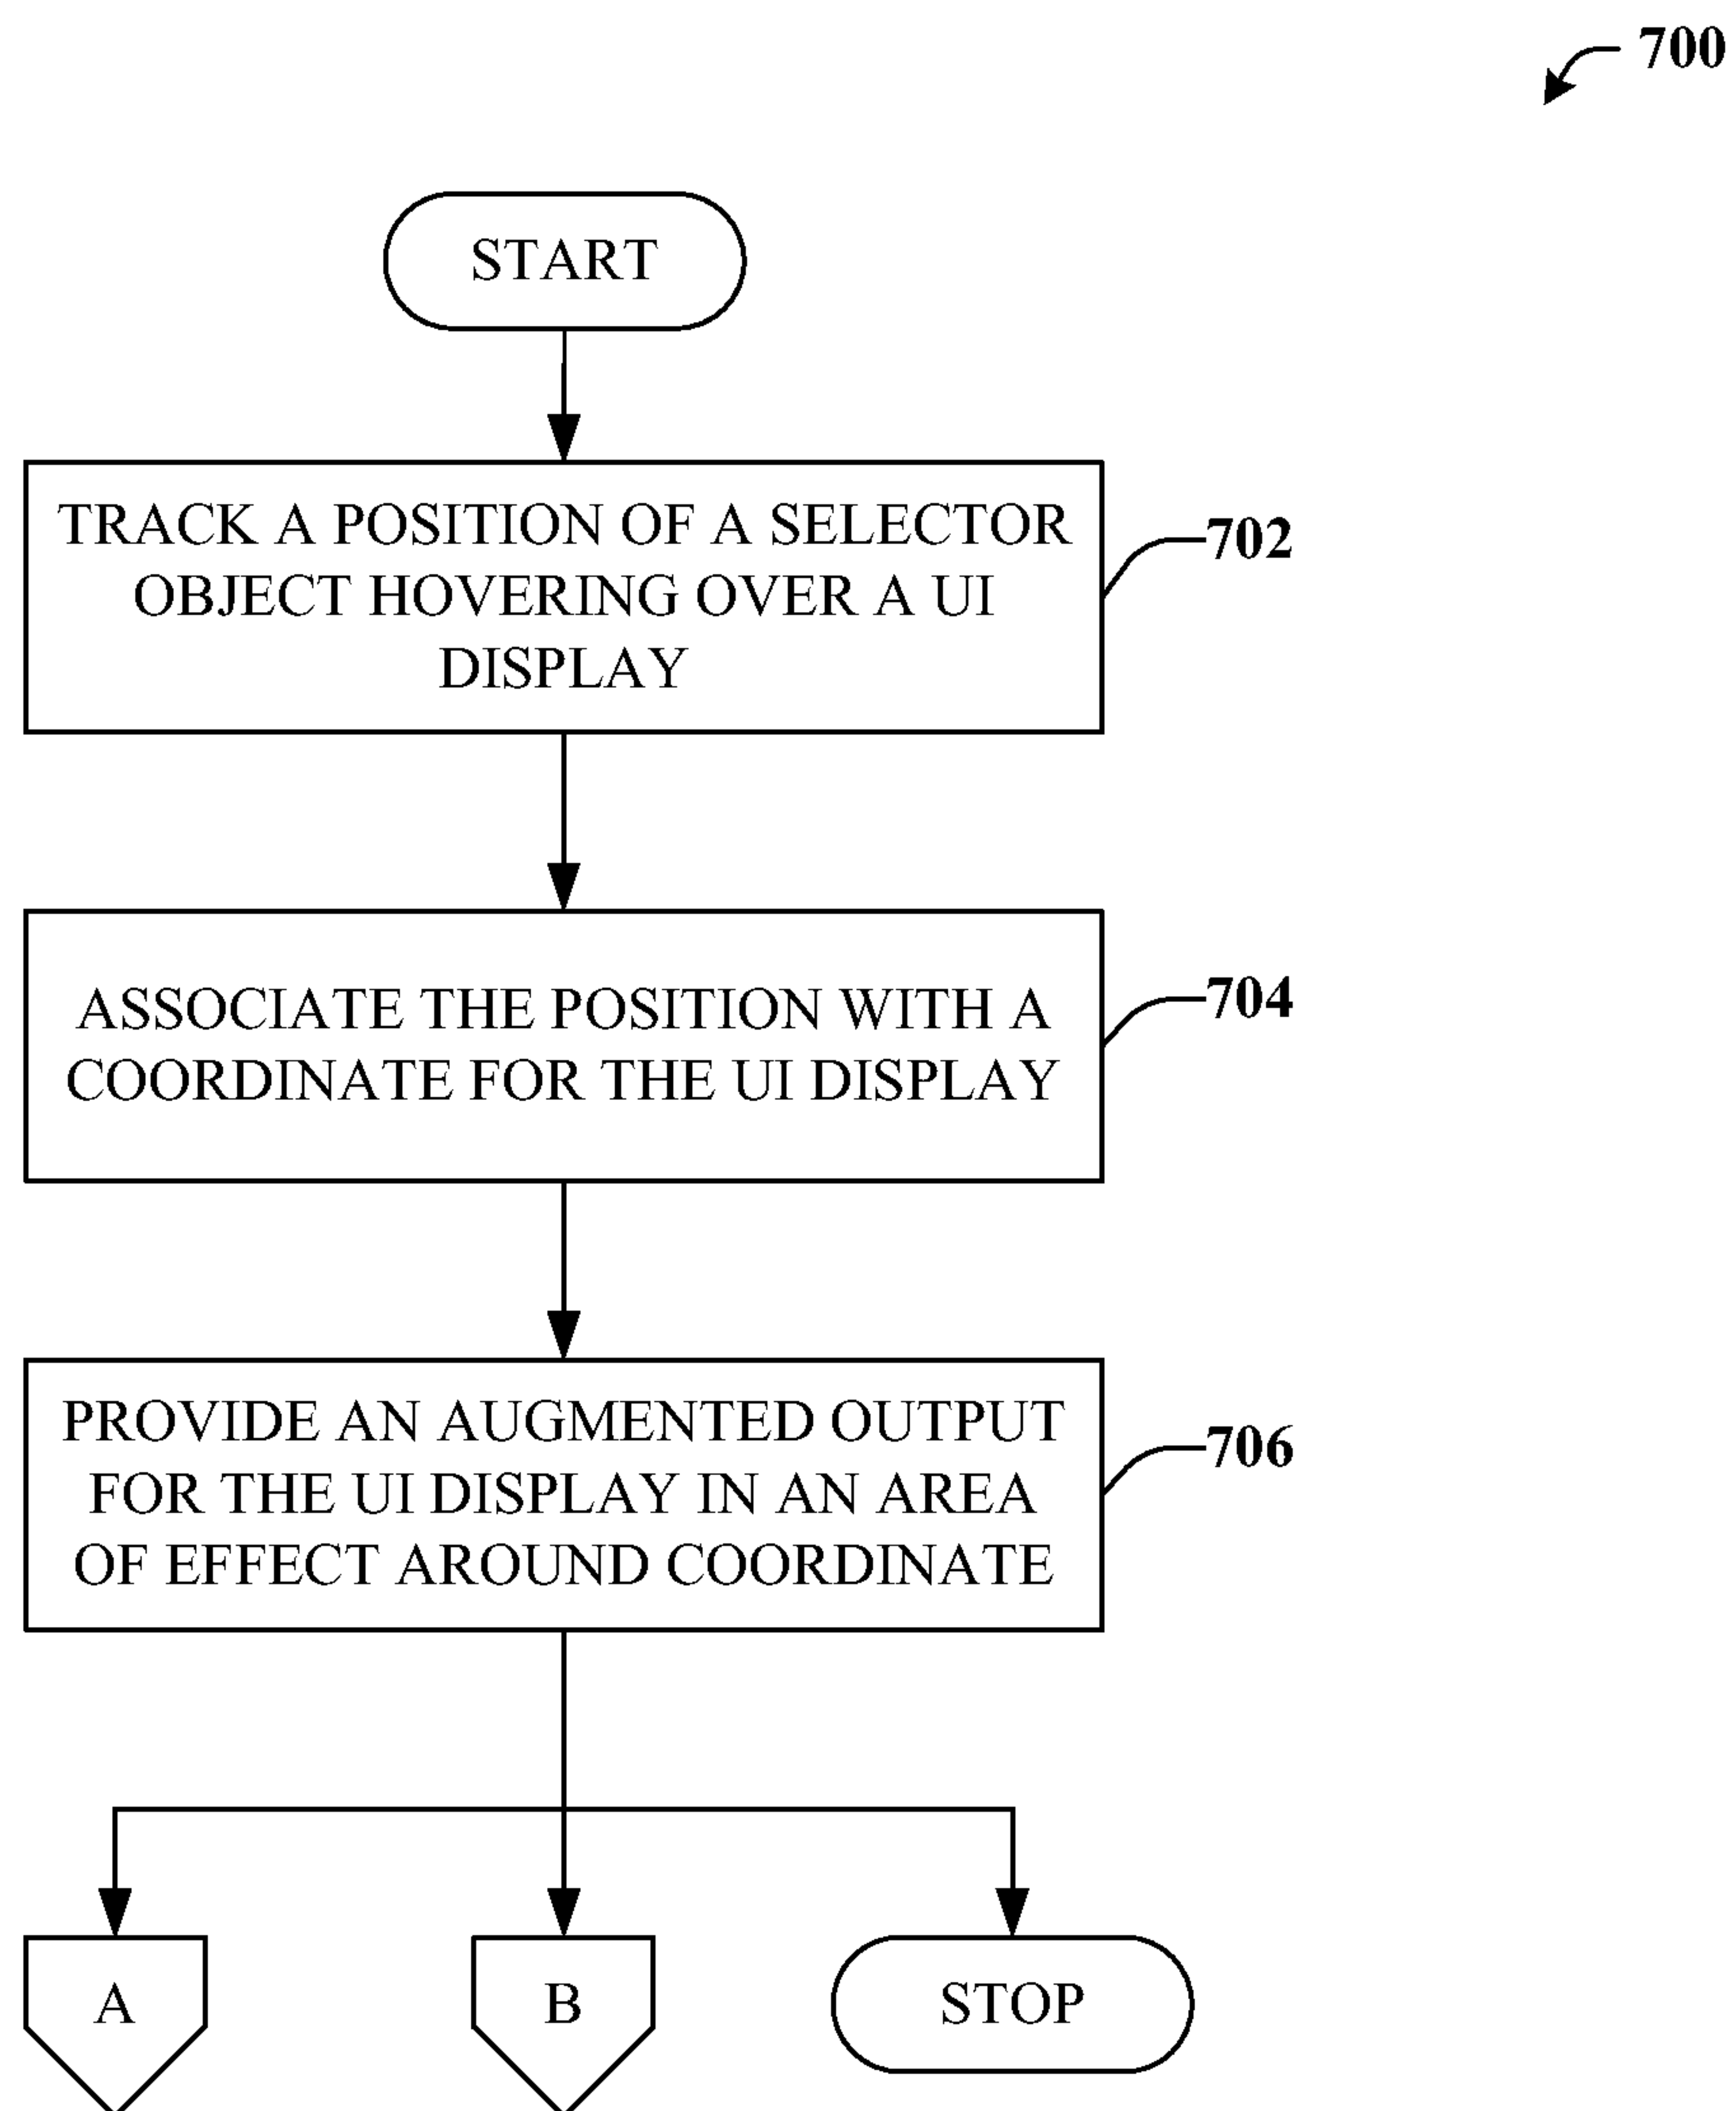 700
START
TRACK A POSITION OF A SELECTOR
OBJECT HOVERING OVER A UI
DISPLAY
702
ASSOCIATE THE POSITION WITH A
COORDINATE FOR THE UI DISPLAY
704
PROVIDE AN AUGMENTED OUTPUT
FOR THE UI DISPLAY IN AN AREA
OF EFFECT AROUND COORDINATE
706
A
B
STOP